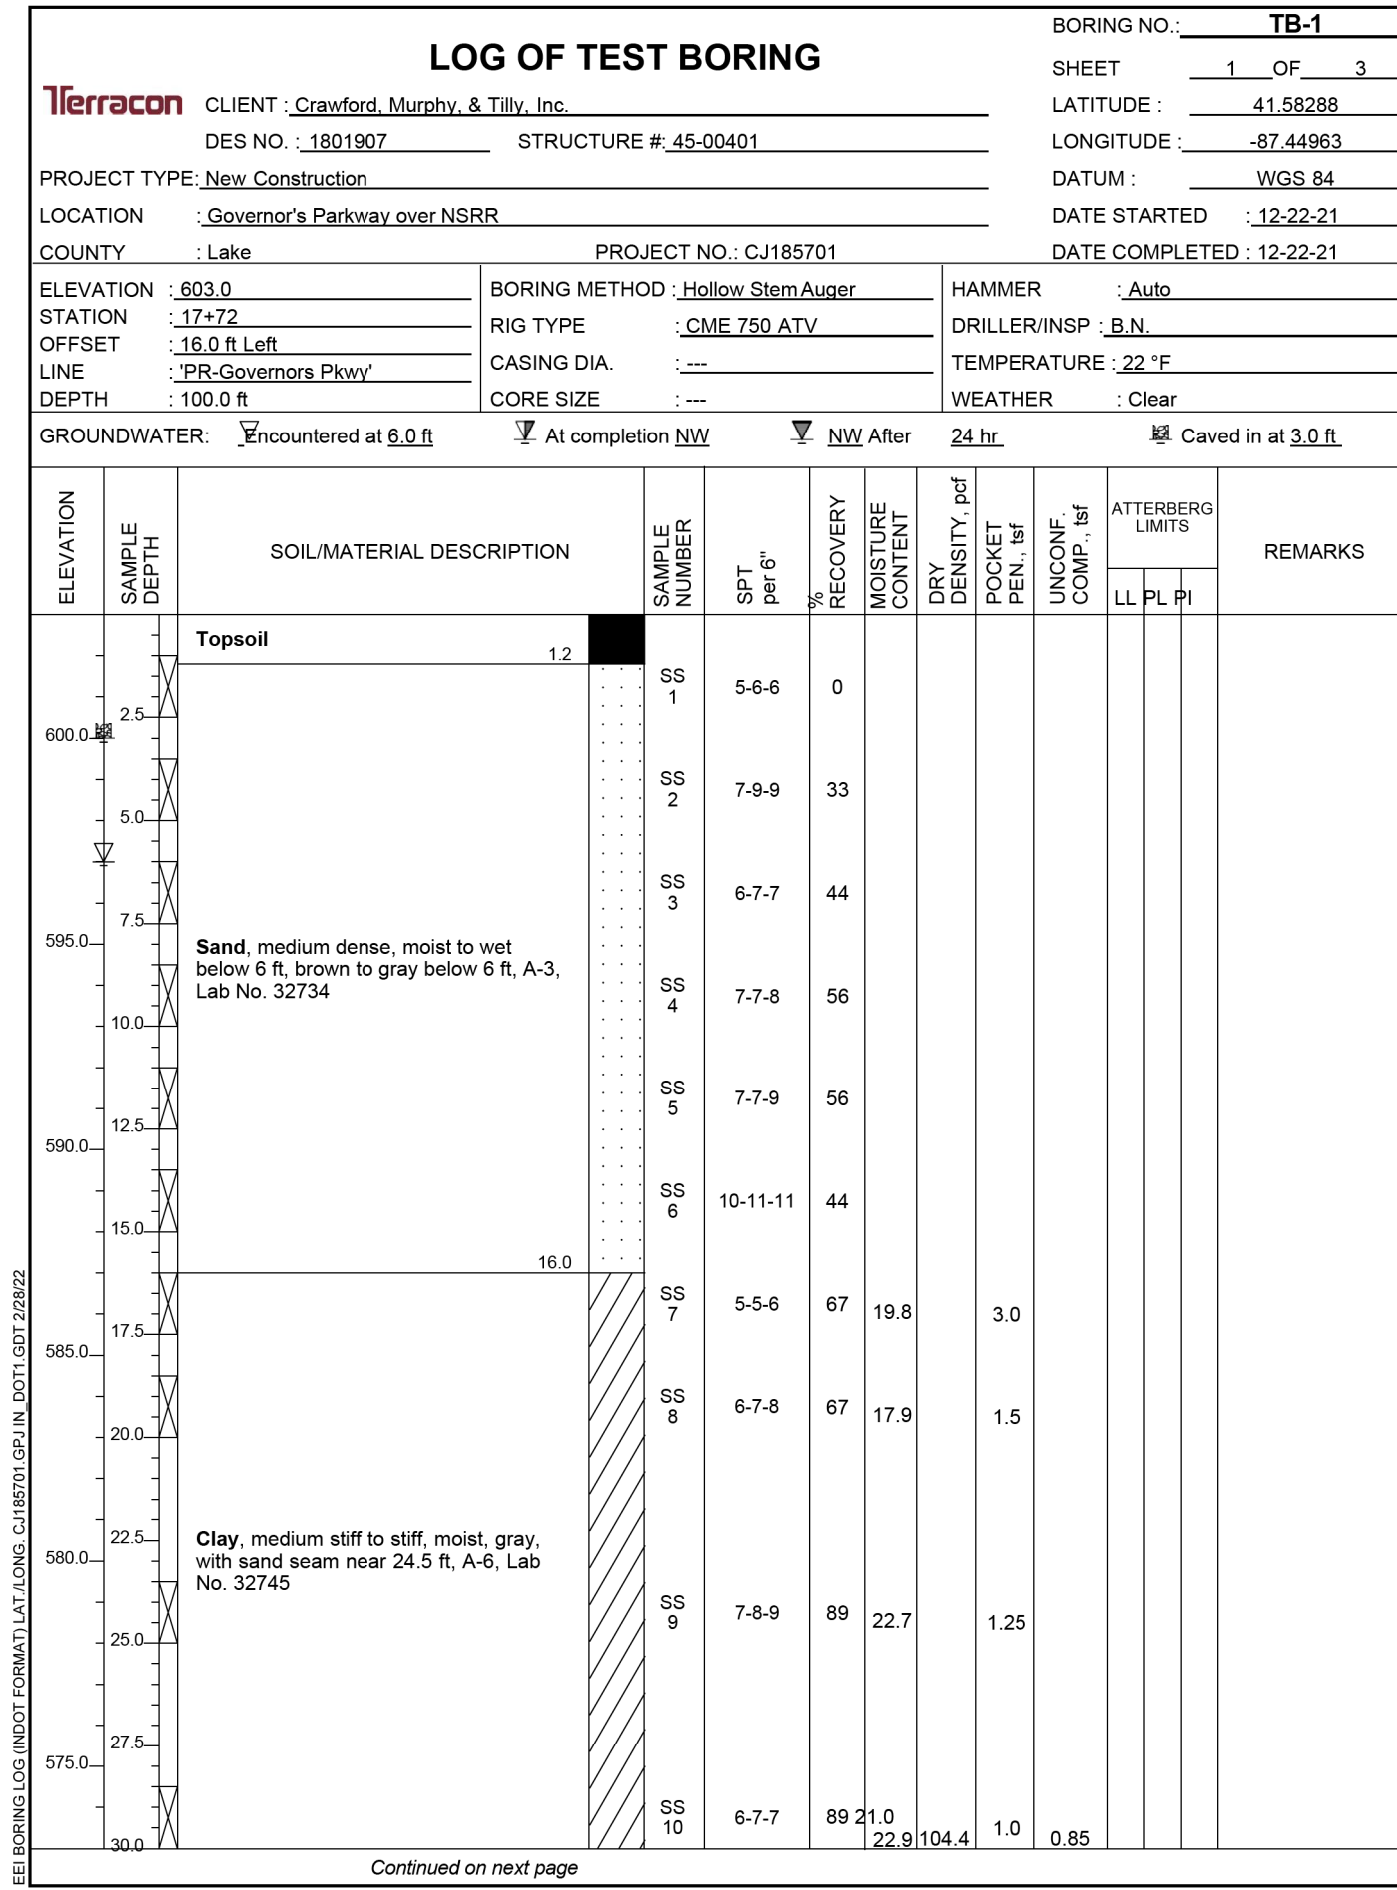 BORING NO.: TB-1
LOG OF TEST BORING
SHEET 1 OF 3
Terracon
CLIENT : Crawford, Murphy, & Tilly, Inc.
LATITUDE : 41.58288
DES NO. : 1801907 STRUCTURE #: 45-00401
LONGITUDE : -87.44963
PROJECT TYPE: New Construction
DATUM : WGS 84
LOCATION : Governor's Parkway over NSRR
DATE STARTED : 12-22-21
COUNTY : Lake PROJECT NO.: CJ185701
DATE COMPLETED : 12-22-21
ELEVATION : 603.0
STATION : 17+72
OFFSET : 16.0 ft Left
LINE : 'PR-Governors Pkwy'
DEPTH : 100.0 ft
BORING METHOD : Hollow Stem Auger
RIG TYPE : CME 750 ATV
CASING DIA. : ---
CORE SIZE : ---
HAMMER : Auto
DRILLER/INSP : B.N.
TEMPERATURE : 22 °F
WEATHER : Clear
GROUNDWATER: Encountered at 6.0 ft At completion NW NW After 24 hr Caved in at 3.0 ft
ELEVATION
SAMPLE
DEPTH
SOIL/MATERIAL DESCRIPTION
SAMPLE
NUMBER
SPT
per 6"
%
RECOVERY
MOISTURE
CONTENT
DRY
DENSITY, pcf
POCKET
PEN., tsf
UNCONF.
COMP., tsf
ATTERBERG
LIMITS
LL PL PI
REMARKS
Topsoil
1.2
SS
1
5-6-6 0
2.5
600.0
SS
2
7-9-9 33
5.0
SS
3
6-7-7 44
7.5
595.0
Sand, medium dense, moist to wet
below 6 ft, brown to gray below 6 ft, A-3,
Lab No. 32734
SS
4
7-7-8 56
10.0
SS
5
7-7-9 56
12.5
590.0
SS
6
10-11-11 44
15.0
16.0
SS
7
5-5-6 67 19.8 3.0
17.5
585.0
SS
8
6-7-8 67 17.9 1.5
20.0
22.5
580.0
Clay, medium stiff to stiff, moist, gray,
with sand seam near 24.5 ft, A-6, Lab
No. 32745
SS
9
7-8-9 89 22.7 1.25
25.0
27.5
575.0
SS
10
6-7-7 89 21.0 1.0
30.0 22.9 104.4 0.85
Continued on next page
EEI BORING LOG (INDOT FORMAT) LAT./LONG. CJ185701.GPJ IN_DOT1.GDT 2/28/22